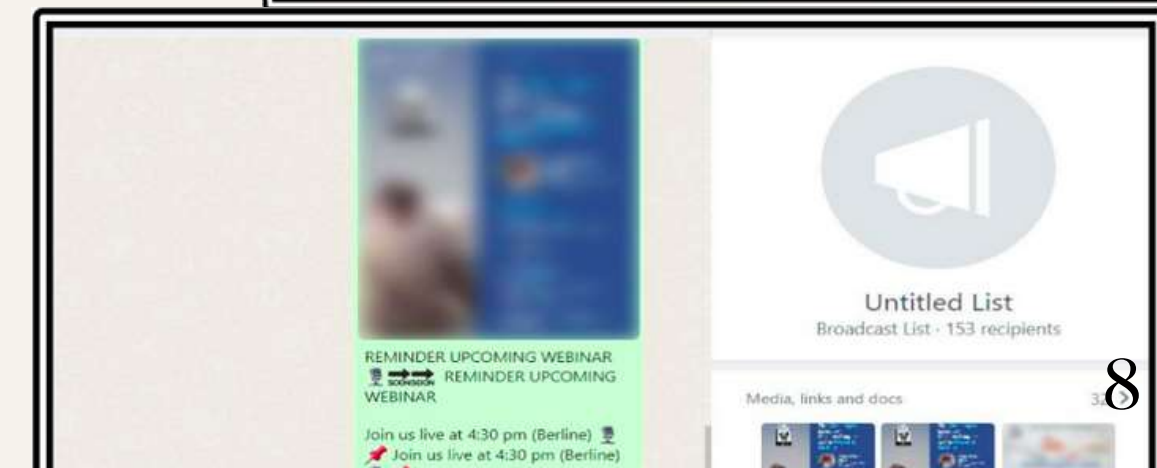 REMINDER UPCOMING WEBINAR
🎙️🔜🔜 REMINDER UPCOMING
WEBINAR
Join us live at 4:30 pm (Berline) 🎙️
📌 Join us live at 4:30 pm (Berline)
Untitled List
Broadcast List · 153 recipients
Media, links and docs
8